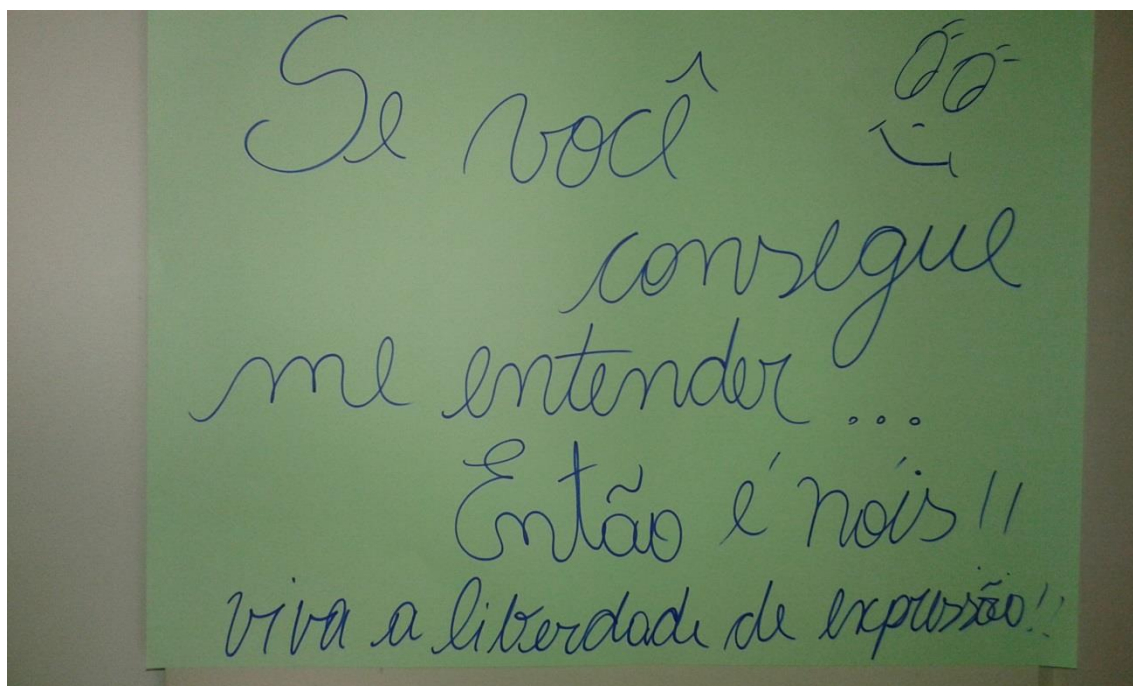 Se você
consegue
me entender...
Então é nóis!!
viva a liberdade de expressão!!